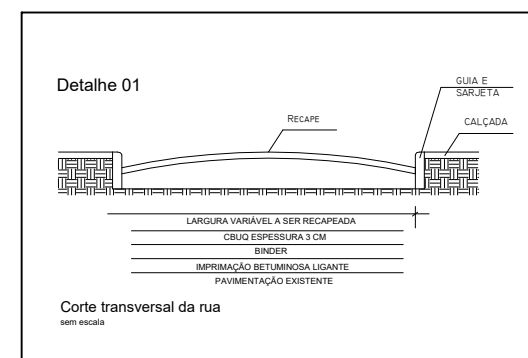 Detalhe 01
RECAPE
GUIA E
SARJETA
CALÇADA
LARGURA VARIÁVEL A SER RECAPEADA
CBUQ ESPESSURA 3 CM
BINDER
IMPRIMAÇÃO BETUMINOSA LIGANTE
PAVIMENTAÇÃO EXISTENTE
Corte transversal da rua
sem escala